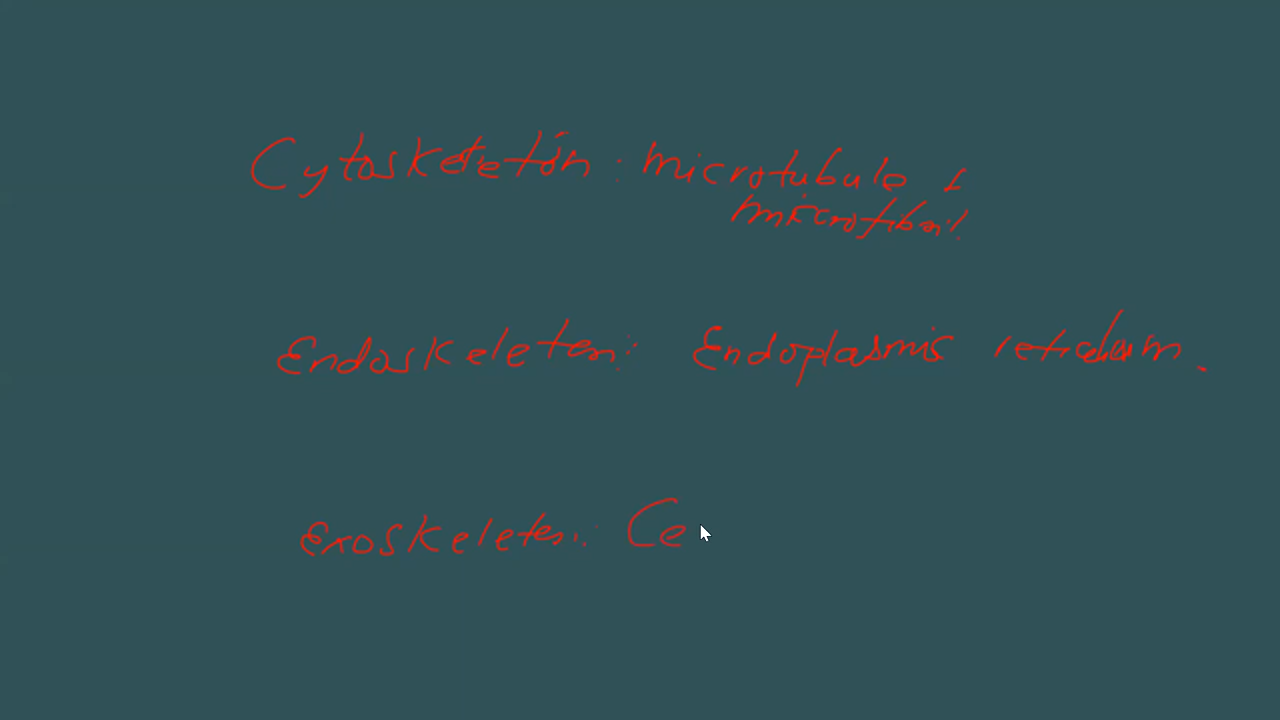 Cytoskeleton : microtubule &
microfibril
Endoskeleton : Endoplasmic reticulum.
Exoskeleton : Ce